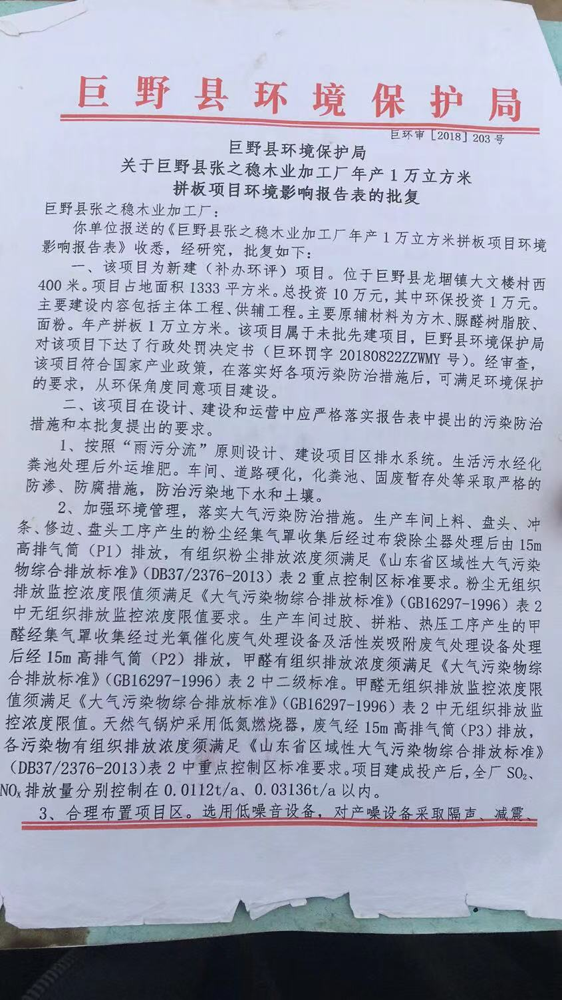 巨野县环境保护局
巨环审［2018］203号
巨野县环境保护局
关于巨野县张之稳木业加工厂年产1万立方米
拼板项目环境影响报告表的批复
巨野县张之稳木业加工厂：
你单位报送的《巨野县张之稳木业加工厂年产1万立方米拼板项目环境
影响报告表》收悉，经研究，批复如下：
一、该项目为新建（补办环评）项目。位于巨野县龙堌镇大文楼村西
400米。项目占地面积1333平方米。总投资10万元，其中环保投资1万元。
主要建设内容包括主体工程、供辅工程。主要原辅材料为方木、脲醛树脂胶、
面粉。年产拼板1万立方米。该项目属于未批先建项目，巨野县环境保护局
对该项目下达了行政处罚决定书（巨环罚字20180822ZZWMY号）。经审查，
该项目符合国家产业政策，在落实好各项污染防治措施后，可满足环境保护
的要求，从环保角度同意项目建设。
二、该项目在设计、建设和运营中应严格落实报告表中提出的污染防治
措施和本批复提出的要求。
1、按照“雨污分流”原则设计、建设项目区排水系统。生活污水经化
粪池处理后外运堆肥。车间、道路硬化，化粪池、固废暂存处等采取严格的
防渗、防腐措施，防治污染地下水和土壤。
2、加强环境管理，落实大气污染防治措施。生产车间上料、盘头、冲
条、修边、盘头工序产生的粉尘经集气罩收集后经过布袋除尘器处理后由15m
高排气筒（P1）排放，有组织粉尘排放浓度须满足《山东省区域性大气污染
物综合排放标准》（DB37/2376-2013）表2重点控制区标准要求。粉尘无组织
排放监控浓度限值须满足《大气污染物综合排放标准》（GB16297-1996）表2
中无组织排放监控浓度限值要求。生产车间过胶、拼粘、热压工序产生的甲
醛经集气罩收集经过光氧催化废气处理设备及活性炭吸附废气处理设备处理
后经15m高排气筒（P2）排放，甲醛有组织排放浓度须满足《大气污染物综
合排放标准》（GB16297-1996）表2中二级标准。甲醛无组织排放监控浓度限
值须满足《大气污染物综合排放标准》（GB16297-1996）表2中无组织排放监
控浓度限值。天然气锅炉采用低氮燃烧器，废气经15m高排气筒（P3）排放，
各污染物有组织排放浓度须满足《山东省区域性大气污染物综合排放标准》
（DB37/2376-2013）表2中重点控制区标准要求。项目建成投产后，全厂SO₂、
NOₓ排放量分别控制在0.0112t/a、0.03136t/a以内。
3、合理布置项目区。选用低噪音设备，对产噪设备采取隔声、减震、